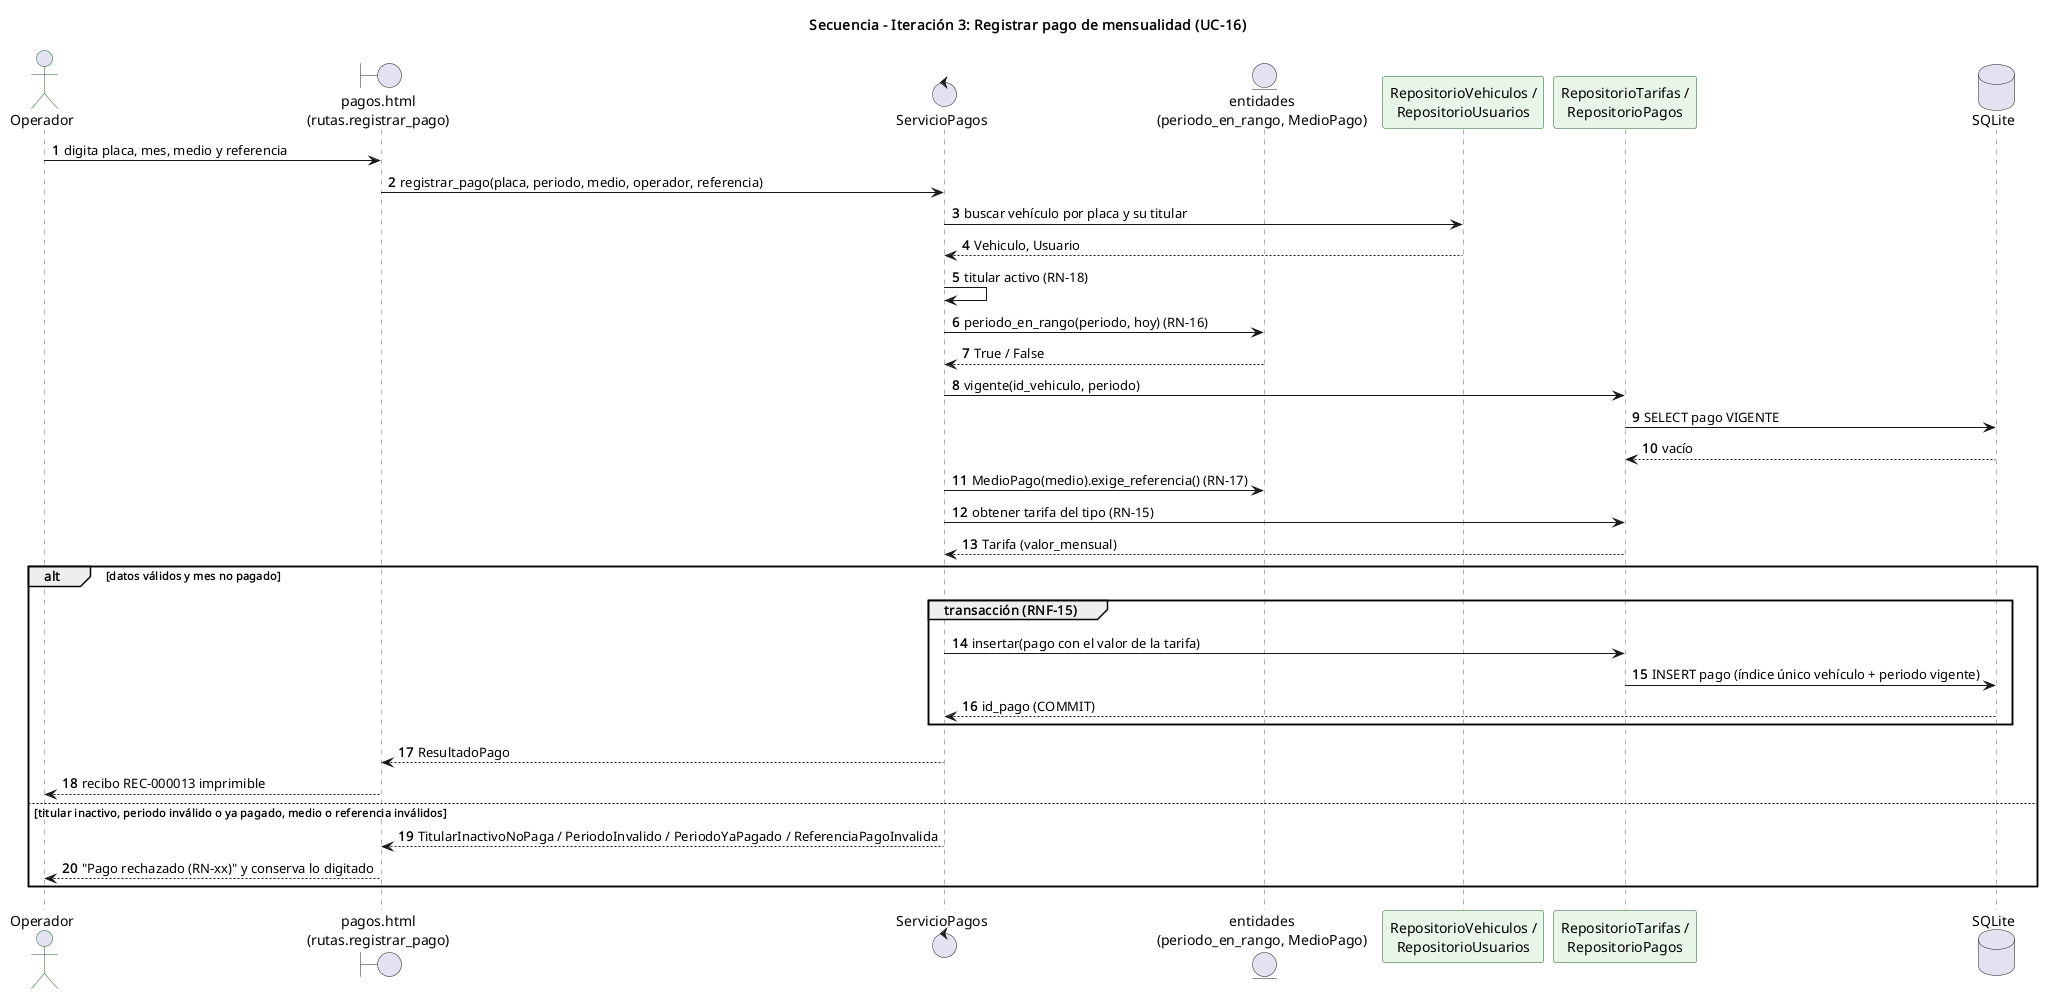 Secuencia - Iteración 3: Registrar pago de mensualidad (UC-16)
Operador
pagos.html
(rutas.registrar_pago)
ServicioPagos
entidades
(periodo_en_rango, MedioPago)
RepositorioVehiculos /
RepositorioUsuarios
RepositorioTarifas /
RepositorioPagos
SQLite
1 digita placa, mes, medio y referencia
2 registrar_pago(placa, periodo, medio, operador, referencia)
3 buscar vehículo por placa y su titular
4 Vehiculo, Usuario
5 titular activo (RN-18)
6 periodo_en_rango(periodo, hoy) (RN-16)
7 True / False
8 vigente(id_vehiculo, periodo)
9 SELECT pago VIGENTE
10 vacío
11 MedioPago(medio).exige_referencia() (RN-17)
12 obtener tarifa del tipo (RN-15)
13 Tarifa (valor_mensual)
alt [datos válidos y mes no pagado]
transacción (RNF-15)
14 insertar(pago con el valor de la tarifa)
15 INSERT pago (índice único vehículo + periodo vigente)
16 id_pago (COMMIT)
17 ResultadoPago
18 recibo REC-000013 imprimible
[titular inactivo, periodo inválido o ya pagado, medio o referencia inválidos]
19 TitularInactivoNoPaga / PeriodoInvalido / PeriodoYaPagado / ReferenciaPagoInvalida
20 "Pago rechazado (RN-xx)" y conserva lo digitado
Operador
pagos.html
(rutas.registrar_pago)
ServicioPagos
entidades
(periodo_en_rango, MedioPago)
RepositorioVehiculos /
RepositorioUsuarios
RepositorioTarifas /
RepositorioPagos
SQLite